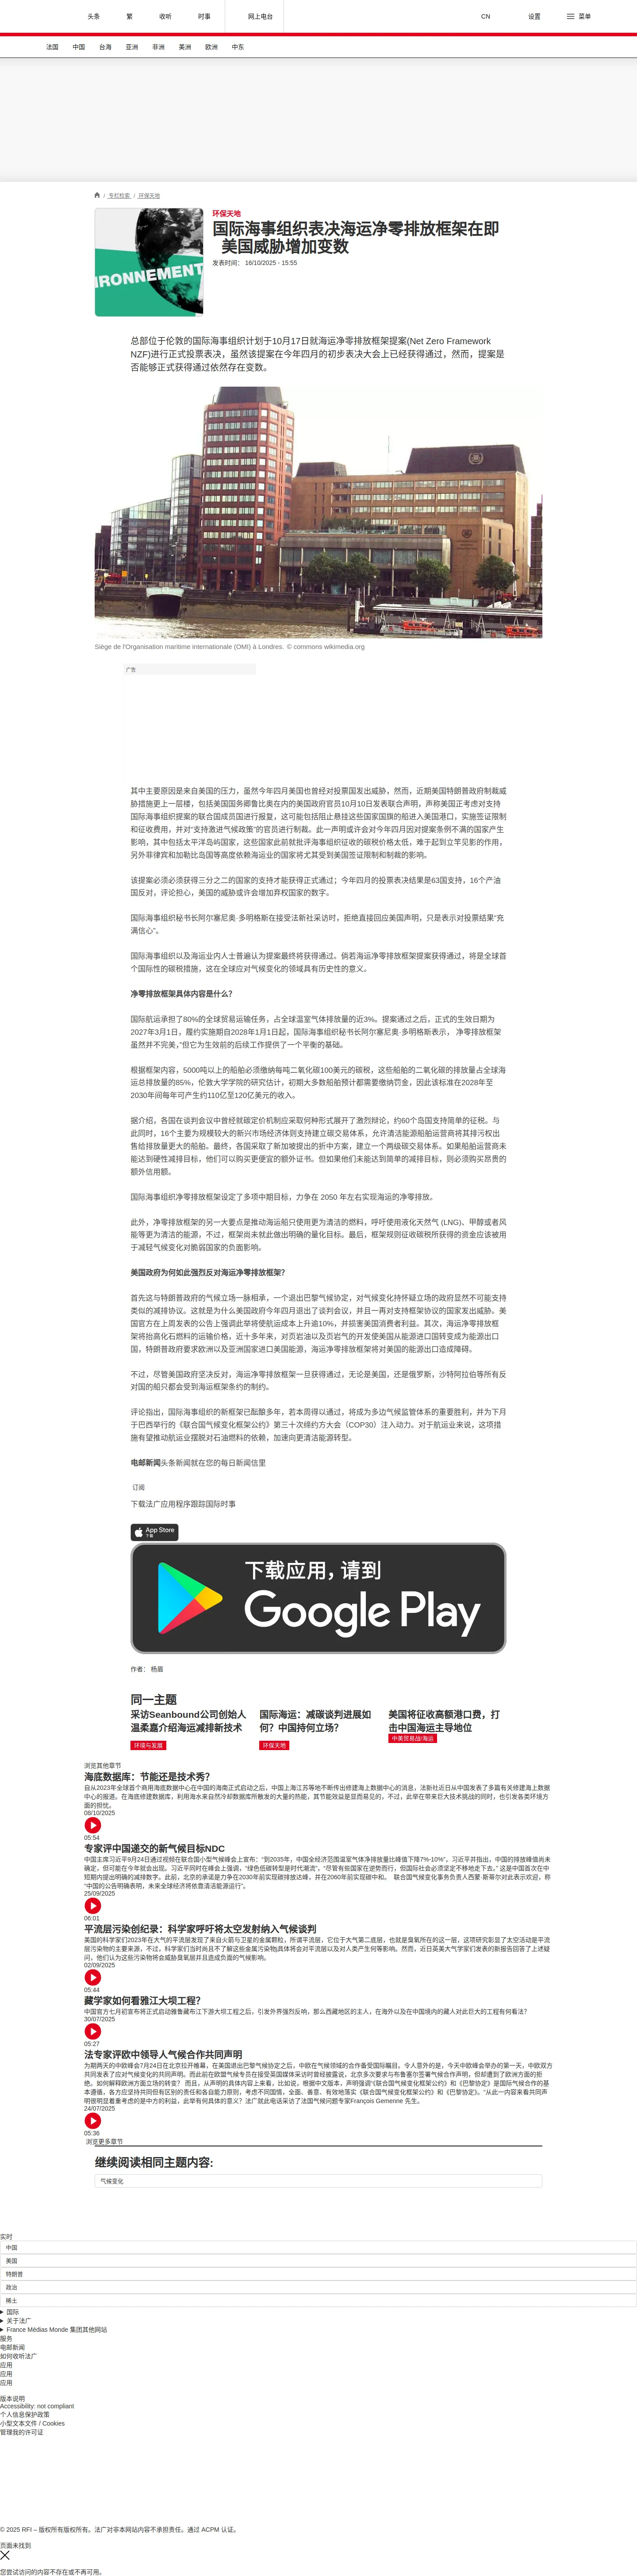 头条
繁
收听
时事
网上电台
CN
设置
菜单
法国
中国
台海
亚洲
非洲
美洲
欧洲
中东
/ 专栏检索 / 环保天地
IRONNEMENT
环保天地
国际海事组织表决海运净零排放框架在即
美国威胁增加变数
发表时间： 16/10/2025 - 15:55
总部位于伦敦的国际海事组织计划于10月17日就海运净零排放框架提案(Net Zero Framework
NZF)进行正式投票表决，虽然该提案在今年四月的初步表决大会上已经获得通过，然而，提案是
否能够正式获得通过依然存在变数。
Siège de l'Organisation maritime internationale (OMI) à Londres. © commons wikimedia.org
广告
其中主要原因是来自美国的压力，虽然今年四月美国也曾经对投票国发出威胁，然而，近期美国特朗普政府制裁威
胁措施更上一层楼，包括美国国务卿鲁比奥在内的美国政府官员10月10日发表联合声明，声称美国正考虑对支持
国际海事组织提案的联合国成员国进行报复，这可能包括阻止悬挂这些国家国旗的船进入美国港口，实施签证限制
和征收费用，并对“支持激进气候政策”的官员进行制裁。此一声明或许会对今年四月因对提案条例不满的国家产生
影响，其中包括太平洋岛屿国家，这些国家此前就批评海事组织征收的碳税价格太低，难于起到立竿见影的作用，
另外菲律宾和加勒比岛国等高度依赖海运业的国家将尤其受到美国签证限制和制裁的影响。
该提案必须必须获得三分之二的国家的支持才能获得正式通过；今年四月的投票表决结果是63国支持，16个产油
国反对，评论担心，美国的威胁或许会增加弃权国家的数字。
国际海事组织秘书长阿尔塞尼奥·多明格斯在接受法新社采访时，拒绝直接回应美国声明，只是表示对投票结果“充
满信心”。
国际海事组织以及海运业内人士普遍认为提案最终将获得通过。倘若海运净零排放框架提案获得通过，将是全球首
个国际性的碳税措施，这在全球应对气候变化的领域具有历史性的意义。
净零排放框架具体内容是什么？
国际航运承担了80%的全球贸易运输任务，占全球温室气体排放量的近3%。提案通过之后，正式的生效日期为
2027年3月1日，履约实施期自2028年1月1日起，国际海事组织秘书长阿尔塞尼奥·多明格斯表示， 净零排放框架
虽然并不完美，“但它为生效前的后续工作提供了一个平衡的基础。
根据框架内容，5000吨以上的船舶必须缴纳每吨二氧化碳100美元的碳税，这些船舶的二氧化碳的排放量占全球海
运总排放量的85%，伦敦大学学院的研究估计，初期大多数船舶预计都需要缴纳罚金，因此该标准在2028年至
2030年间每年可产生约110亿至120亿美元的收入。
据介绍，各国在谈判会议中曾经就碳定价机制应采取何种形式展开了激烈辩论，约60个岛国支持简单的征税。与
此同时，16个主要为规模较大的新兴市场经济体则支持建立碳交易体系，允许清洁能源船舶运营商将其排污权出
售给排放量更大的船舶。最终，各国采取了新加坡提出的折中方案，建立一个两级碳交易体系。如果船舶运营商未
能达到硬性减排目标，他们可以购买更便宜的额外证书。但如果他们未能达到简单的减排目标，则必须购买昂贵的
额外信用额。
国际海事组织净零排放框架设定了多项中期目标，力争在 2050 年左右实现海运的净零排放。
此外，净零排放框架的另一大要点是推动海运船只使用更为清洁的燃料，呼吁使用液化天然气 (LNG)、甲醇或者风
能等更为清洁的能源，不过，框架尚未就此做出明确的量化目标。最后，框架规则征收碳税所获得的资金应该被用
于减轻气候变化对脆弱国家的负面影响。
美国政府为何如此强烈反对海运净零排放框架？
首先这与特朗普政府的气候立场一脉相承，一个退出巴黎气候协定，对气候变化持怀疑立场的政府显然不可能支持
类似的减排协议。这就是为什么美国政府今年四月退出了谈判会议，并且一再对支持框架协议的国家发出威胁。美
国官方在上周发表的公告上强调此举将使航运成本上升逾10%，并损害美国消费者利益。其次，海运净零排放框
架将抬高化石燃料的运输价格，近十多年来，对页岩油以及页岩气的开发使美国从能源进口国转变成为能源出口
国，特朗普政府要求欧洲以及亚洲国家进口美国能源，海运净零排放框架将对美国的能源出口造成障碍。
不过，尽管美国政府坚决反对，海运净零排放框架一旦获得通过，无论是美国，还是俄罗斯，沙特阿拉伯等所有反
对国的船只都会受到海运框架条约的制约。
评论指出，国际海事组织的新框架已酝酿多年，若本周得以通过，将成为多边气候监管体系的重要胜利，并为下月
于巴西举行的《联合国气候变化框架公约》第三十次缔约方大会（COP30）注入动力。对于航运业来说，这项措
施有望推动航运业摆脱对石油燃料的依赖，加速向更清洁能源转型。
电邮新闻头条新闻就在您的每日新闻信里
订阅
下载法广应用程序跟踪国际时事
App Store
下载
下载应用，请到
Google Play
作者： 杨眉
同一主题
采访Seanbound公司创始人
温柔嘉介绍海运减排新技术
环境与发展
国际海运：减碳谈判进展如
何？中国持何立场？
环保天地
美国将征收高额港口费，打
击中国海运主导地位
中美贸易战/海运
浏览其他章节
海底数据库：节能还是技术秀？
自从2023年全球首个商用海底数据中心在中国的海南正式启动之后，中国上海江苏等地不断传出修建海上数据中心的消息，法新社近日从中国发表了多篇有关修建海上数据
中心的报道。在海底修建数据库，利用海水来自然冷却数据库所散发的大量的热能，其节能效益是显而易见的，不过，此举在带来巨大技术挑战的同时，也引发各类环境方
面的担忧。
08/10/2025
05:54
专家评中国递交的新气候目标NDC
中国主席习近平9月24日通过视频在联合国小型气候峰会上宣布：“到2035年，中国全经济范围温室气体净排放量比峰值下降7%-10%”。习近平并指出，中国的排放峰值尚未
确定，但可能在今年就会出现。习近平同时在峰会上强调，“绿色低碳转型是时代潮流”，“尽管有些国家在逆势而行，但国际社会必须坚定不移地走下去。” 这是中国首次在中
短期内提出明确的减排数字。此前，北京的承诺是力争在2030年前实现碳排放达峰，并在2060年前实现碳中和。 联合国气候变化事务负责人西蒙·斯蒂尔对此表示欢迎，称
“中国的公告明确表明，未来全球经济将依靠清洁能源运行”。
25/09/2025
06:01
平流层污染创纪录：科学家呼吁将太空发射纳入气候谈判
美国的科学家们2023年在大气的平流层发现了来自火箭与卫星的金属颗粒，所谓平流层，它位于大气第二底层，也就是臭氧所在的这一层，这项研究彰显了太空活动是平流
层污染物的主要来源，不过，科学家们当时尚且不了解这些金属污染物j具体将会对平流层以及对人类产生何等影响。然而，近日英美大气学家们发表的新报告回答了上述疑
问，他们认为这些污染物将会威胁臭氧层并且造成负面的气候影响。
02/09/2025
05:44
藏学家如何看雅江大坝工程？
中国官方七月初宣布将正式启动雅鲁藏布江下游大坝工程之后，引发外界强烈反响，那么西藏地区的主人，在海外以及在中国境内的藏人对此巨大的工程有何看法？
30/07/2025
05:27
法专家评欧中领导人气候合作共同声明
为期两天的中欧峰会7月24日在北京拉开帷幕，在美国退出巴黎气候协定之后，中欧在气候领域的合作备受国际瞩目。令人意外的是，今天中欧峰会举办的第一天，中欧双方
共同发表了应对气候变化的共同声明。而此前在欧盟气候专员在接受英国媒体采访时曾经披露说，北京多次要求与布鲁塞尔签署气候合作声明，但却遭到了欧洲方面的拒
绝。如何解释欧洲方面立场的转变？ 而且，从声明的具体内容上来看，比如说，根据中文版本，声明强调“《联合国气候变化框架公约》和《巴黎协定》是国际气候合作的基
本遵循，各方应坚持共同但有区别的责任和各自能力原则，考虑不同国情，全面、善意、有效地落实《联合国气候变化框架公约》和《巴黎协定》。”从此一内容来看共同声
明很明显着重考虑的是中方的利益，此举有何具体的意义？法广就此电话采访了法国气候问题专家François Gemenne 先生。
24/07/2025
05:36
浏览更多章节
继续阅读相同主题内容:
气候变化
实时
中国
美国
特朗普
政治
稀土
国际
关于法广
France Médias Monde 集团其他网站
服务
电邮新闻
如何收听法广
应用
应用
应用
版本说明
Accessibility: not compliant
个人信息保护政策
小型文本文件 / Cookies
管理我的许可证
© 2025 RFI – 版权所有版权所有。法广对非本网站内容不承担责任。通过 ACPM 认证。
页面未找到
您尝试访问的内容不存在或不再可用。